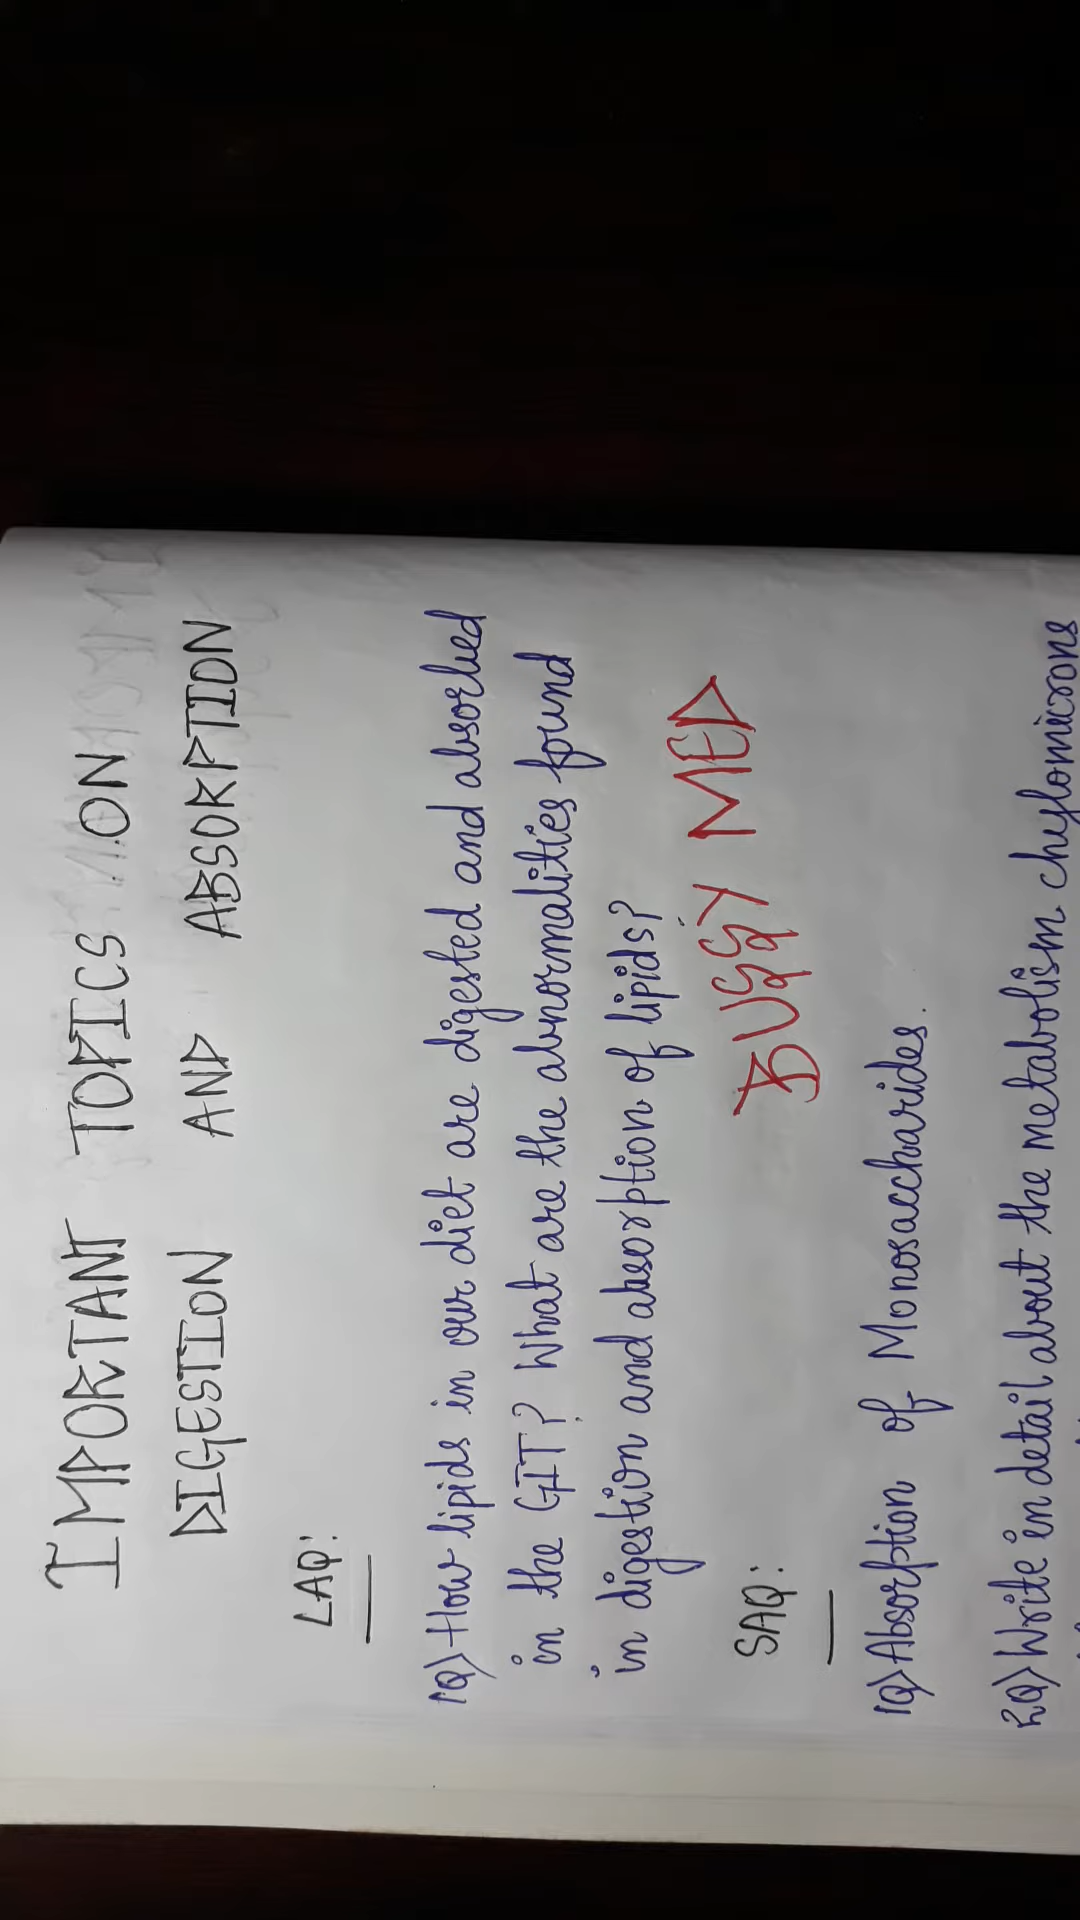 IMPORTANT TOPICS ON
DIGESTION AND ABSORPTION
LAQ:
1Q) How lipids in our diet are digested and absorbed
in the GIT? What are the abnormalities found
in digestion and absorption of lipids?
BUGGY MED
SAQ:
1Q) Absorption of Monosaccharides.
2Q) Write in detail about the metabolism chylomicrons